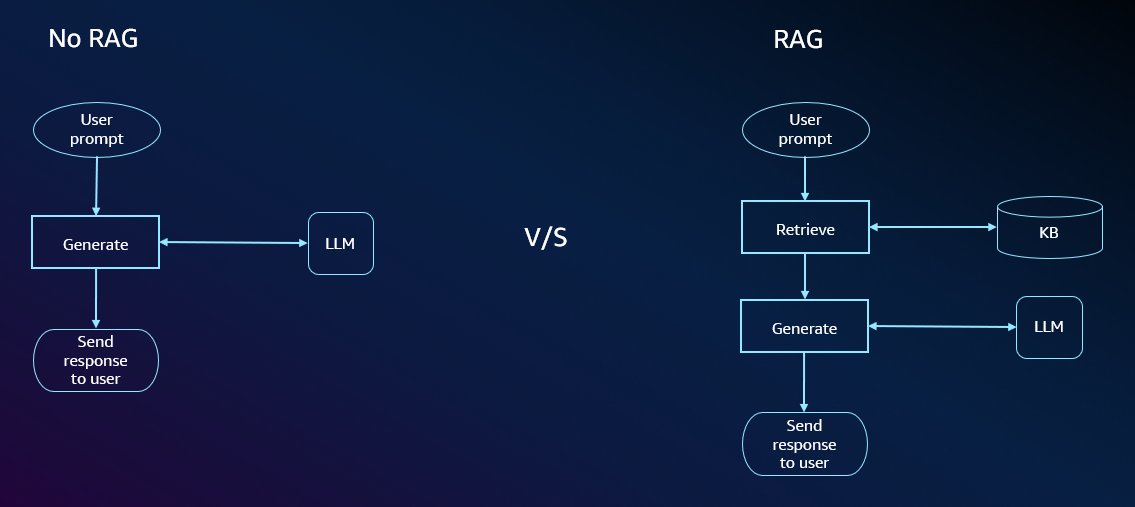 No RAG
User
prompt
Generate
LLM
Send
response
to user
V/S
RAG
User
prompt
Retrieve
KB
Generate
LLM
Send
response
to user